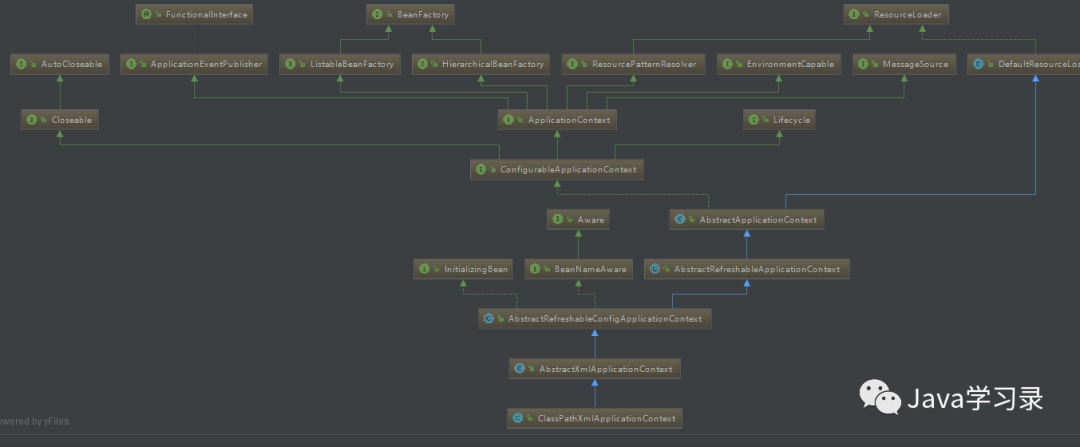 FunctionalInterface
BeanFactory
ResourceLoader
AutoCloseable
ApplicationEventPublisher
ListableBeanFactory
HierarchicalBeanFactory
ResourcePatternResolver
EnvironmentCapable
MessageSource
DefaultResourceLoa
Closeable
ApplicationContext
Lifecycle
ConfigurableApplicationContext
Aware
AbstractApplicationContext
InitializingBean
BeanNameAware
AbstractRefreshableApplicationContext
AbstractRefreshableConfigApplicationContext
AbstractXmlApplicationContext
Java学习录
ClassPathXmlApplicationContext
owered by yFiles